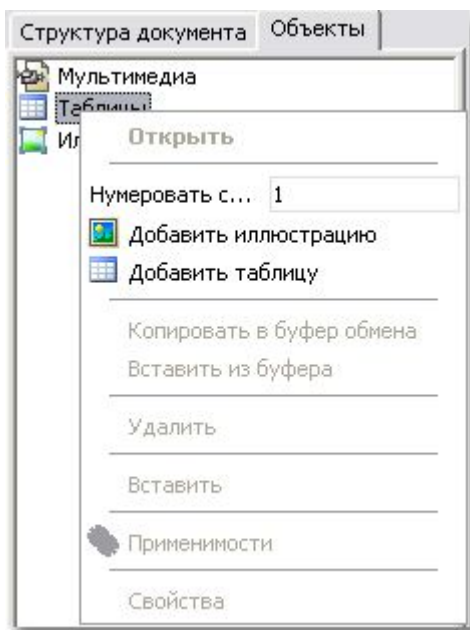 Структура документа Объекты
Мультимедиа
Таблицы
Открыть
Нумеровать с... 1
Добавить иллюстрацию
Добавить таблицу
Копировать в буфер обмена
Вставить из буфера
Удалить
Вставить
Применимости
Свойства